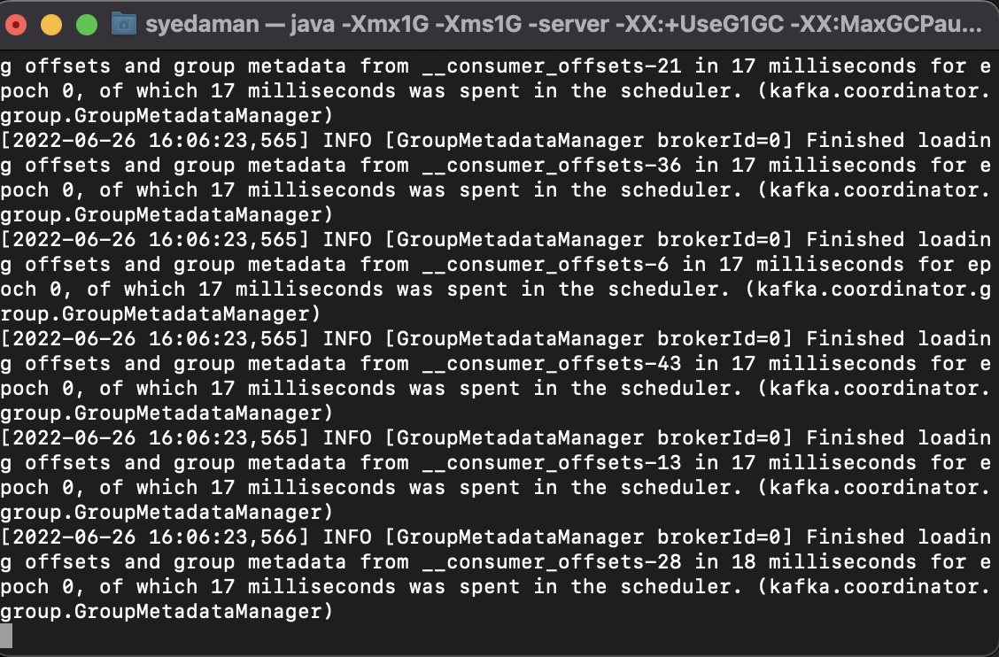 syedaman — java -Xmx1G -Xms1G -server -XX:+UseG1GC -XX:MaxGCPau...
g offsets and group metadata from __consumer_offsets-21 in 17 milliseconds for e
poch 0, of which 17 milliseconds was spent in the scheduler. (kafka.coordinator.
group.GroupMetadataManager)
[2022-06-26 16:06:23,565] INFO [GroupMetadataManager brokerId=0] Finished loadin
g offsets and group metadata from __consumer_offsets-36 in 17 milliseconds for e
poch 0, of which 17 milliseconds was spent in the scheduler. (kafka.coordinator.
group.GroupMetadataManager)
[2022-06-26 16:06:23,565] INFO [GroupMetadataManager brokerId=0] Finished loadin
g offsets and group metadata from __consumer_offsets-6 in 17 milliseconds for ep
och 0, of which 17 milliseconds was spent in the scheduler. (kafka.coordinator.g
roup.GroupMetadataManager)
[2022-06-26 16:06:23,565] INFO [GroupMetadataManager brokerId=0] Finished loadin
g offsets and group metadata from __consumer_offsets-43 in 17 milliseconds for e
poch 0, of which 17 milliseconds was spent in the scheduler. (kafka.coordinator.
group.GroupMetadataManager)
[2022-06-26 16:06:23,565] INFO [GroupMetadataManager brokerId=0] Finished loadin
g offsets and group metadata from __consumer_offsets-13 in 17 milliseconds for e
poch 0, of which 17 milliseconds was spent in the scheduler. (kafka.coordinator.
group.GroupMetadataManager)
[2022-06-26 16:06:23,566] INFO [GroupMetadataManager brokerId=0] Finished loadin
g offsets and group metadata from __consumer_offsets-28 in 18 milliseconds for e
poch 0, of which 17 milliseconds was spent in the scheduler. (kafka.coordinator.
group.GroupMetadataManager)